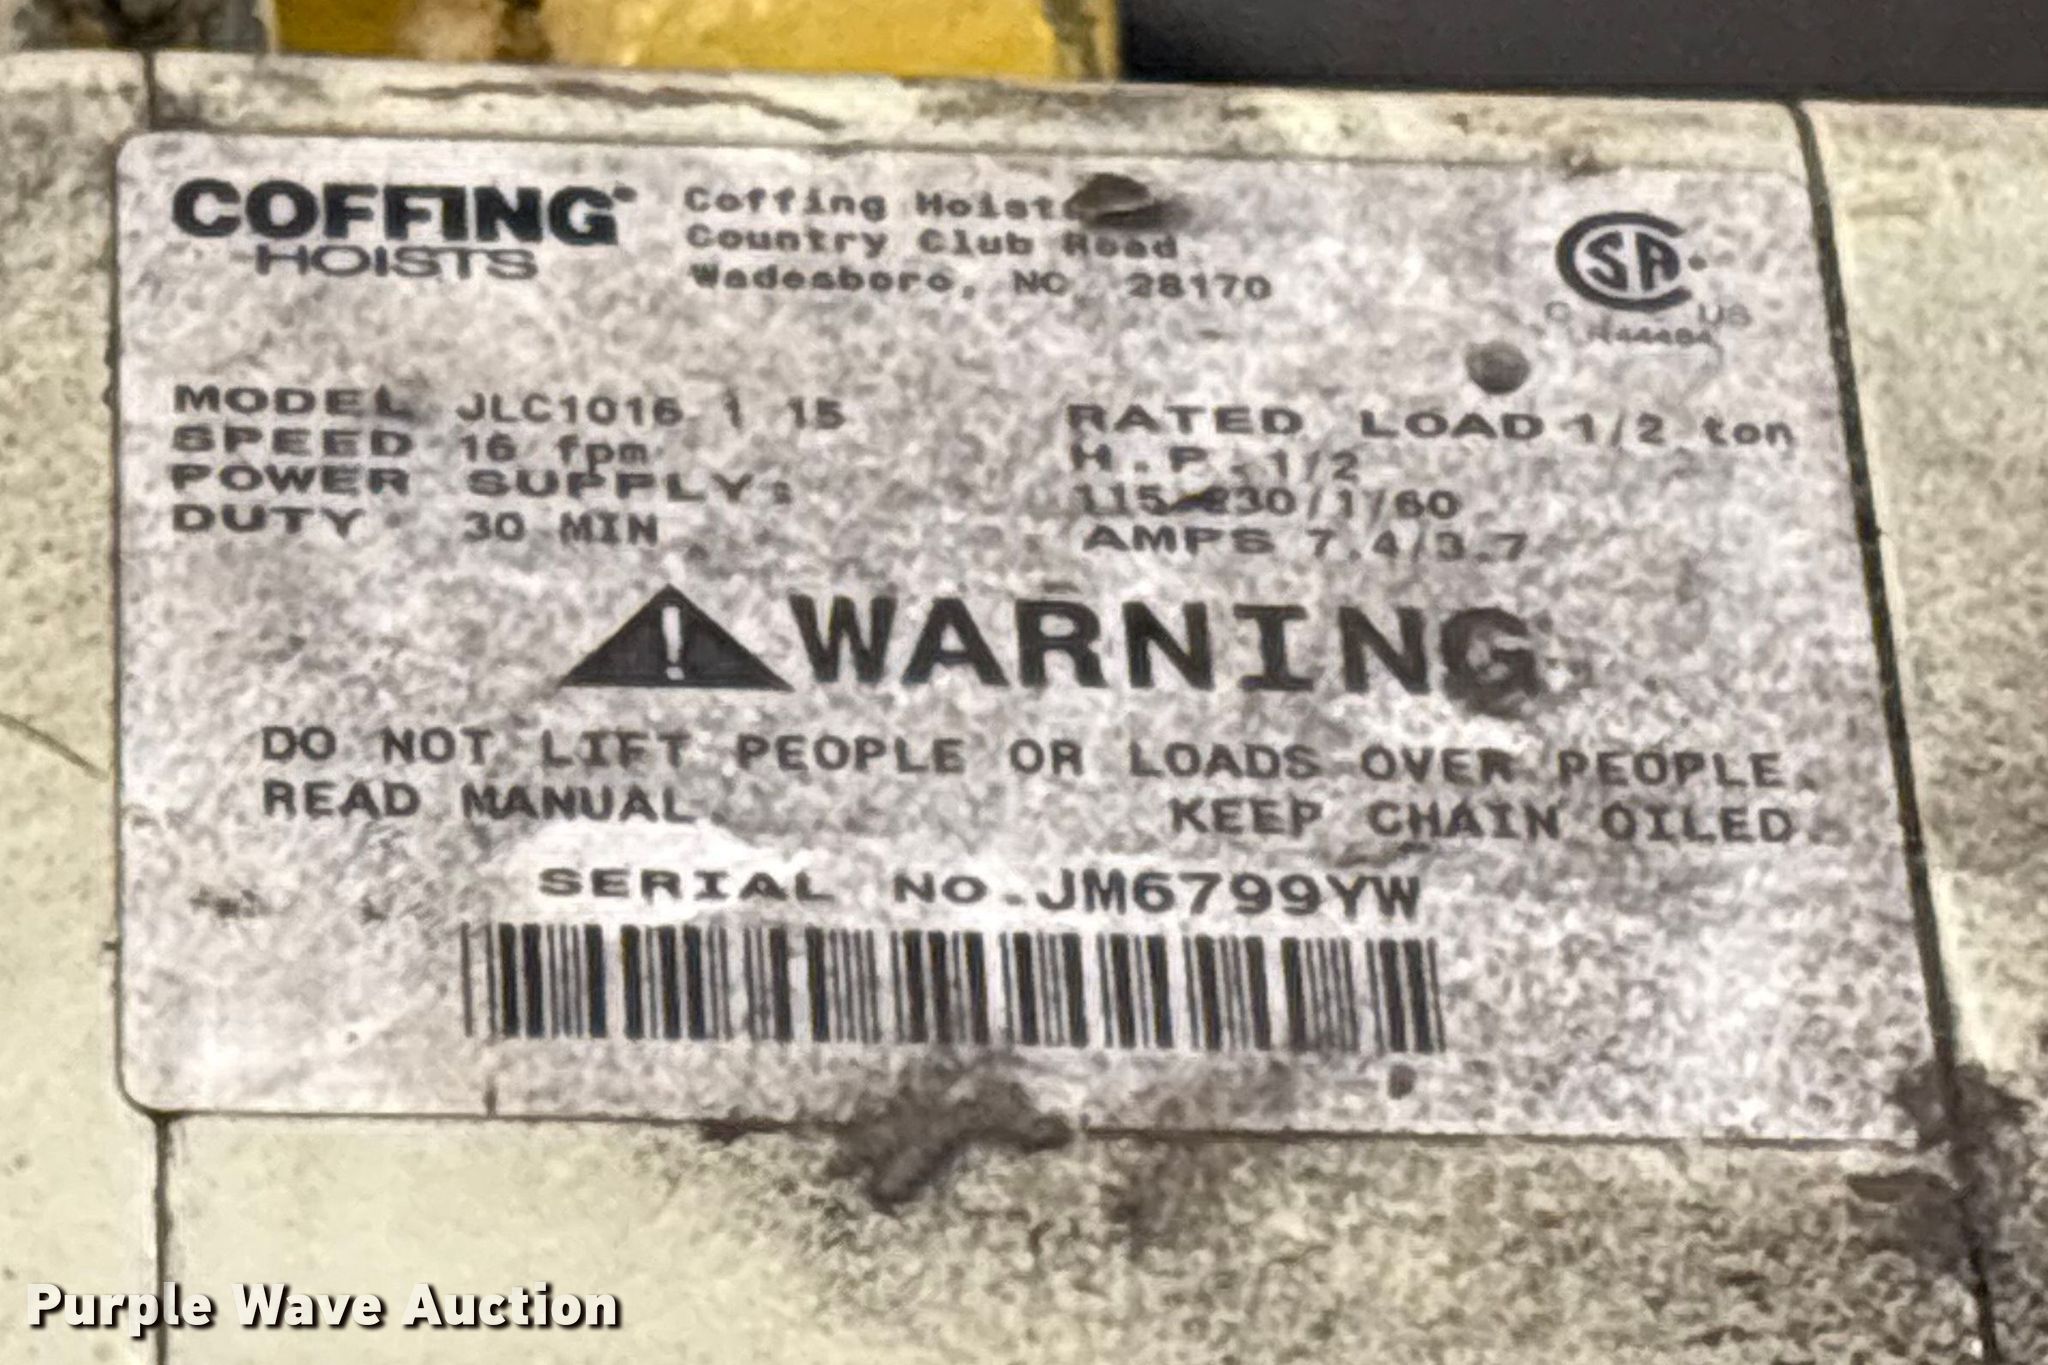 COFFING
HOISTS
Coffing Hoists
Country Club Road
Wadesboro, NC 28170
CSA
C US
MODEL JLC1016 1 15
SPEED 16 fpm
POWER SUPPLY:
DUTY 30 MIN
RATED LOAD 1/2 ton
H.P. 1/2
115-230/1/60
AMPS 7.4/3.7
WARNING
DO NOT LIFT PEOPLE OR LOADS OVER PEOPLE.
READ MANUAL. KEEP CHAIN OILED.
SERIAL NO. JM6799YW
Purple Wave Auction